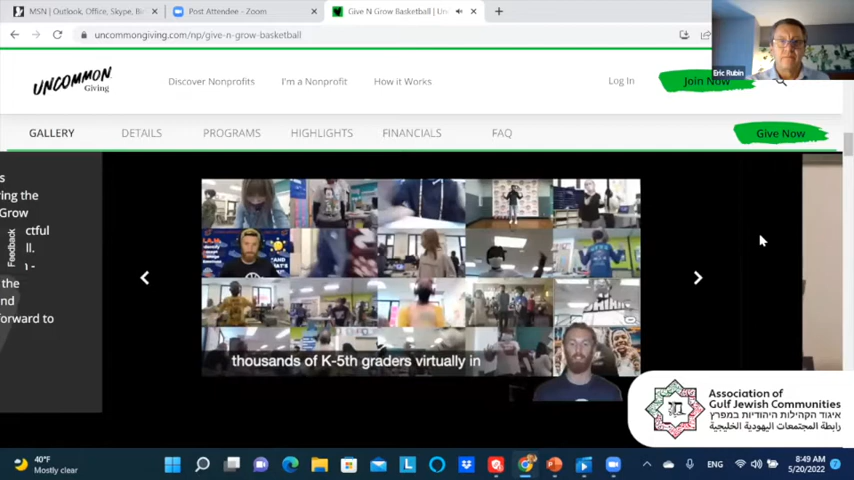 MSN | Outlook, Office, Skype, Bi
Post Attendee - Zoom
Give N Grow Basketball | Un
uncommongiving.com/np/give-n-grow-basketball
Eric Rubin
UNCOMMON
Giving
Discover Nonprofits
I'm a Nonprofit
How it Works
Log In
Join Now
GALLERY
DETAILS
PROGRAMS
HIGHLIGHTS
FINANCIALS
FAQ
Give Now
s
ring the
Grow
ctful
ll.
n -
the
nd
forward to
Feedback
thousands of K-5th graders virtually in
Association of
Gulf Jewish Communities
איגוד הקהילות היהודיות במפרץ
رابطة المجتمعات اليهودية الخليجية
40°F
Mostly clear
ENG
8:49 AM
5/20/2022